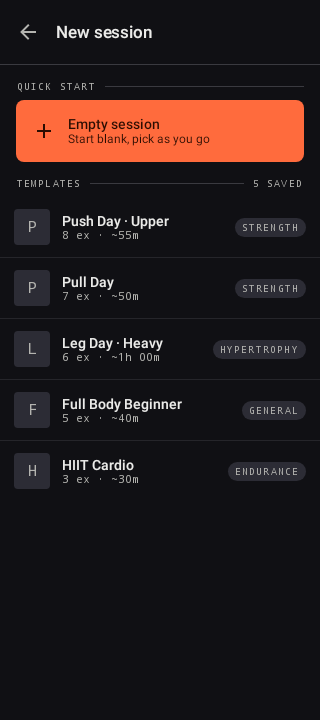 New session
QUICK START
Empty session
Start blank, pick as you go
TEMPLATES 5 SAVED
P Push Day · Upper STRENGTH
8 ex · ~55m
P Pull Day STRENGTH
7 ex · ~50m
L Leg Day · Heavy HYPERTROPHY
6 ex · ~1h 00m
F Full Body Beginner GENERAL
5 ex · ~40m
H HIIT Cardio ENDURANCE
3 ex · ~30m